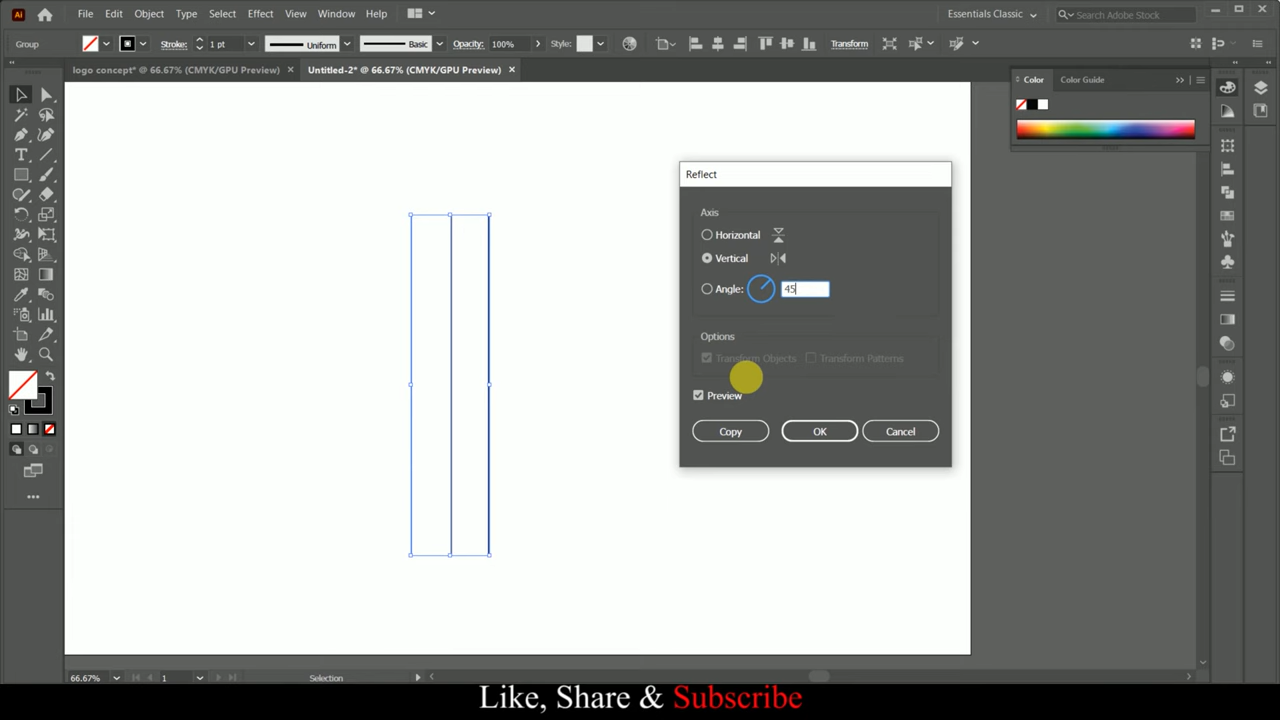 File Edit Object Type Select Effect View Window Help
Essentials Classic
Search Adobe Stock
Group Stroke: 1 pt Uniform Basic Opacity: 100% Style: Transform
logo concept* @ 66.67% (CMYK/GPU Preview) Untitled-2* @ 66.67% (CMYK/GPU Preview)
Color Color Guide
Reflect
Axis
Horizontal
Vertical
Angle: 45
Options
Transform Objects Transform Patterns
Preview
Copy OK Cancel
66.67% 1 Selection
Like, Share & Subscribe